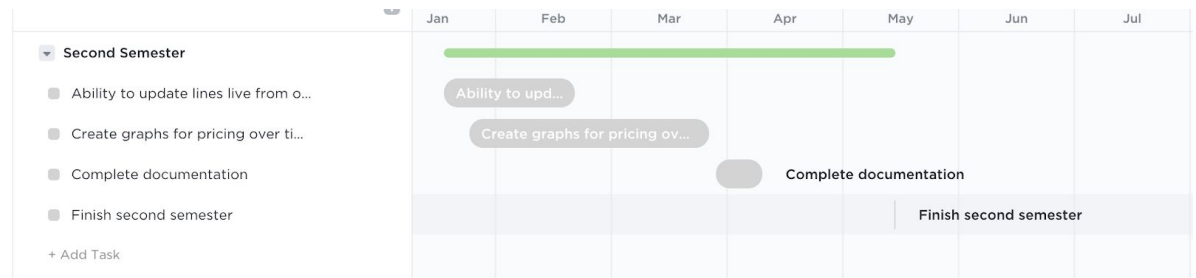 Jan Feb Mar Apr May Jun Jul
Second Semester
Ability to update lines live from o...
Ability to upd...
Create graphs for pricing over ti...
Create graphs for pricing ov...
Complete documentation
Complete documentation
Finish second semester
Finish second semester
+ Add Task